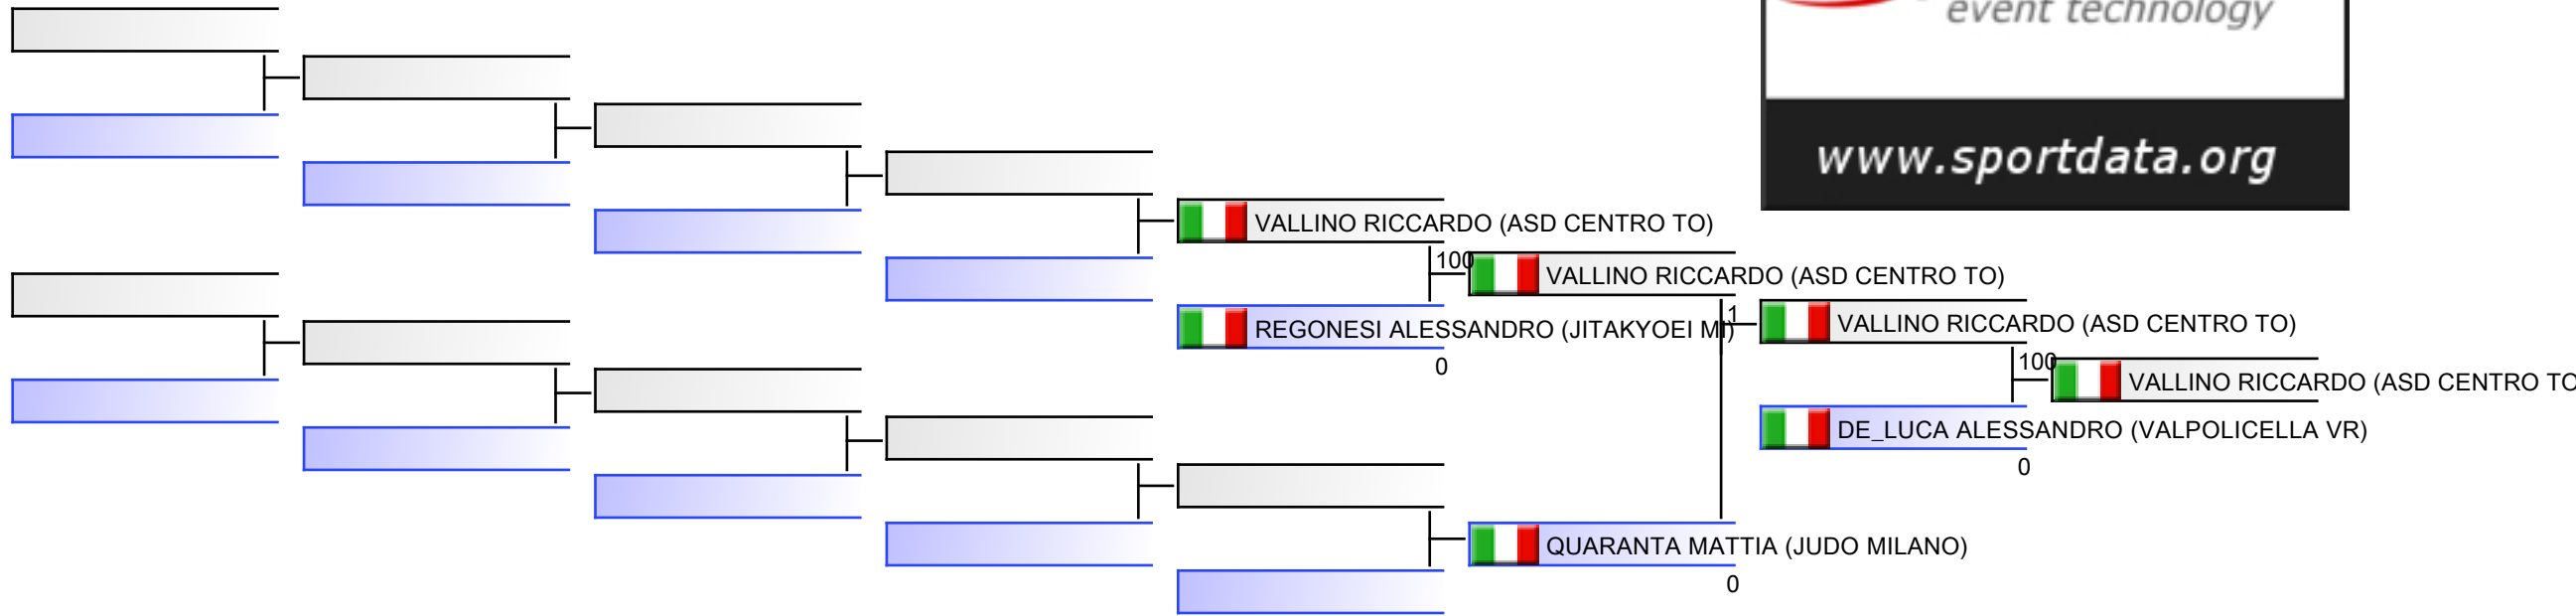 event technology
www.sportdata.org
VALLINO RICCARDO (ASD CENTRO TO)
100
VALLINO RICCARDO (ASD CENTRO TO)
REGONESI ALESSANDRO (JITAKYOEI MI)
0
1
VALLINO RICCARDO (ASD CENTRO TO)
100
VALLINO RICCARDO (ASD CENTRO TO
DE_LUCA ALESSANDRO (VALPOLICELLA VR)
0
QUARANTA MATTIA (JUDO MILANO)
0